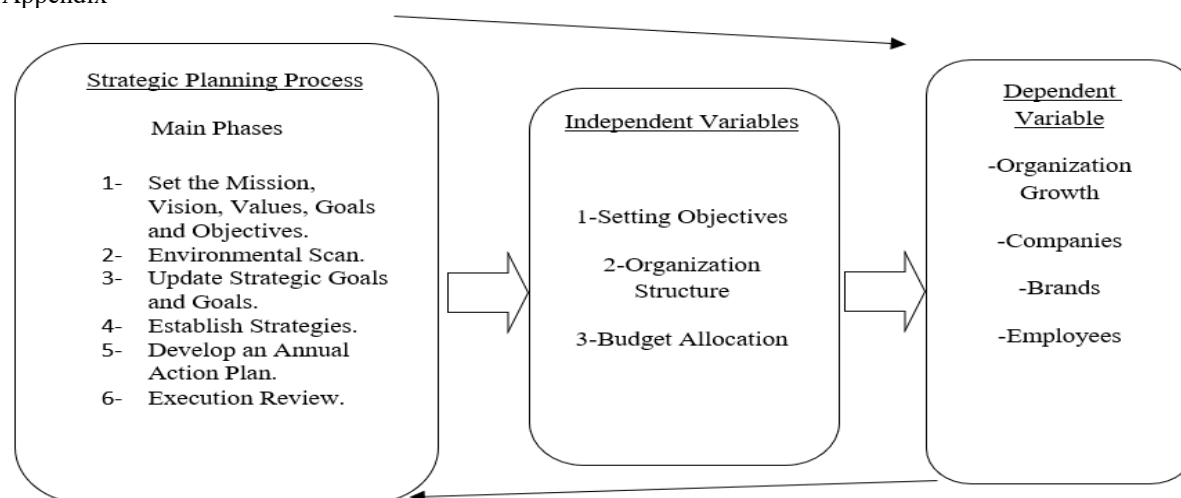 Appendix
Strategic Planning Process
Main Phases
1- Set the Mission,
Vision, Values, Goals
and Objectives.
2- Environmental Scan.
3- Update Strategic Goals
and Goals.
4- Establish Strategies.
5- Develop an Annual
Action Plan.
6- Execution Review.
Independent Variables
1-Setting Objectives
2-Organization
Structure
3-Budget Allocation
Dependent
Variable
-Organization
Growth
-Companies
-Brands
-Employees